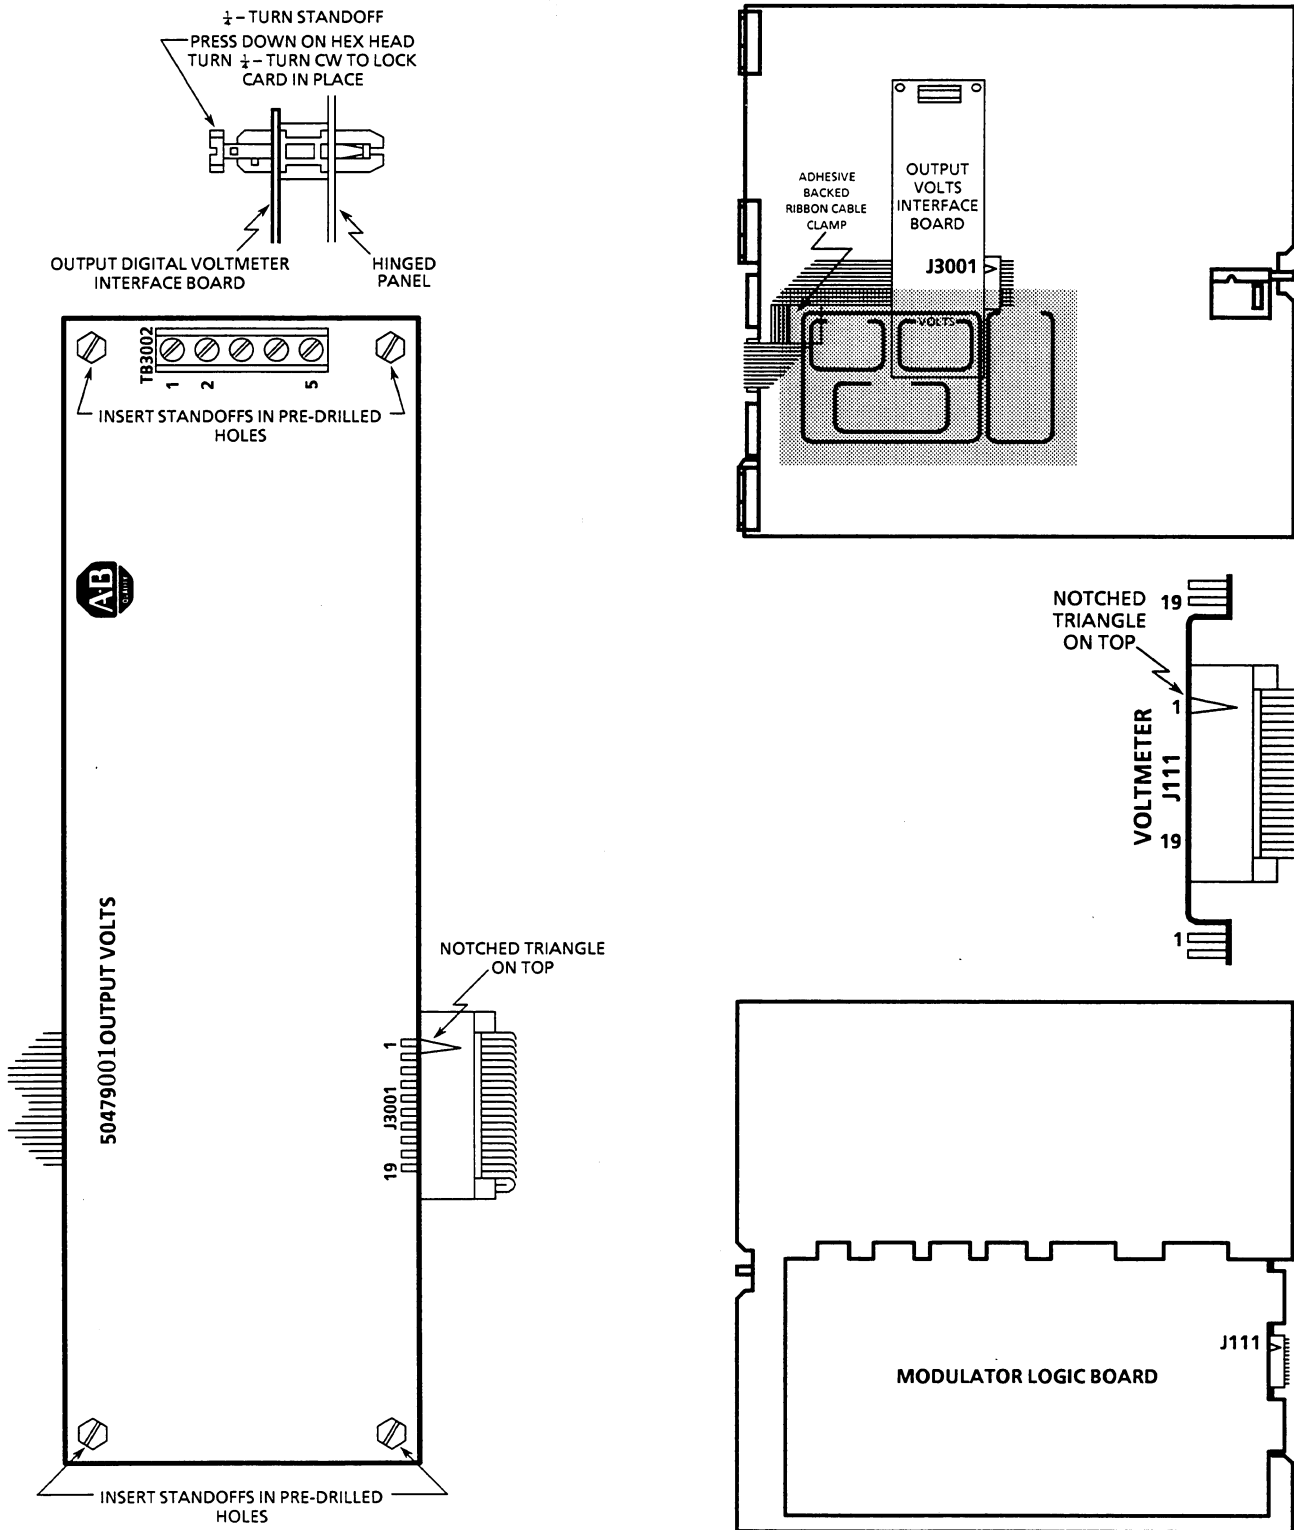 ¼-TURN STANDOFF
PRESS DOWN ON HEX HEAD
TURN ¼-TURN CW TO LOCK
CARD IN PLACE
OUTPUT DIGITAL VOLTMETER
INTERFACE BOARD
HINGED
PANEL
TB3002
1
2
5
INSERT STANDOFFS IN PRE-DRILLED
HOLES
A·B
50479001 OUTPUT VOLTS
NOTCHED TRIANGLE
ON TOP
1
J3001
19
INSERT STANDOFFS IN PRE-DRILLED
HOLES
ADHESIVE
BACKED
RIBBON CABLE
CLAMP
OUTPUT
VOLTS
INTERFACE
BOARD
J3001
VOLTS
NOTCHED
TRIANGLE
ON TOP
19
1
VOLTMETER
J111
19
1
J111
MODULATOR LOGIC BOARD